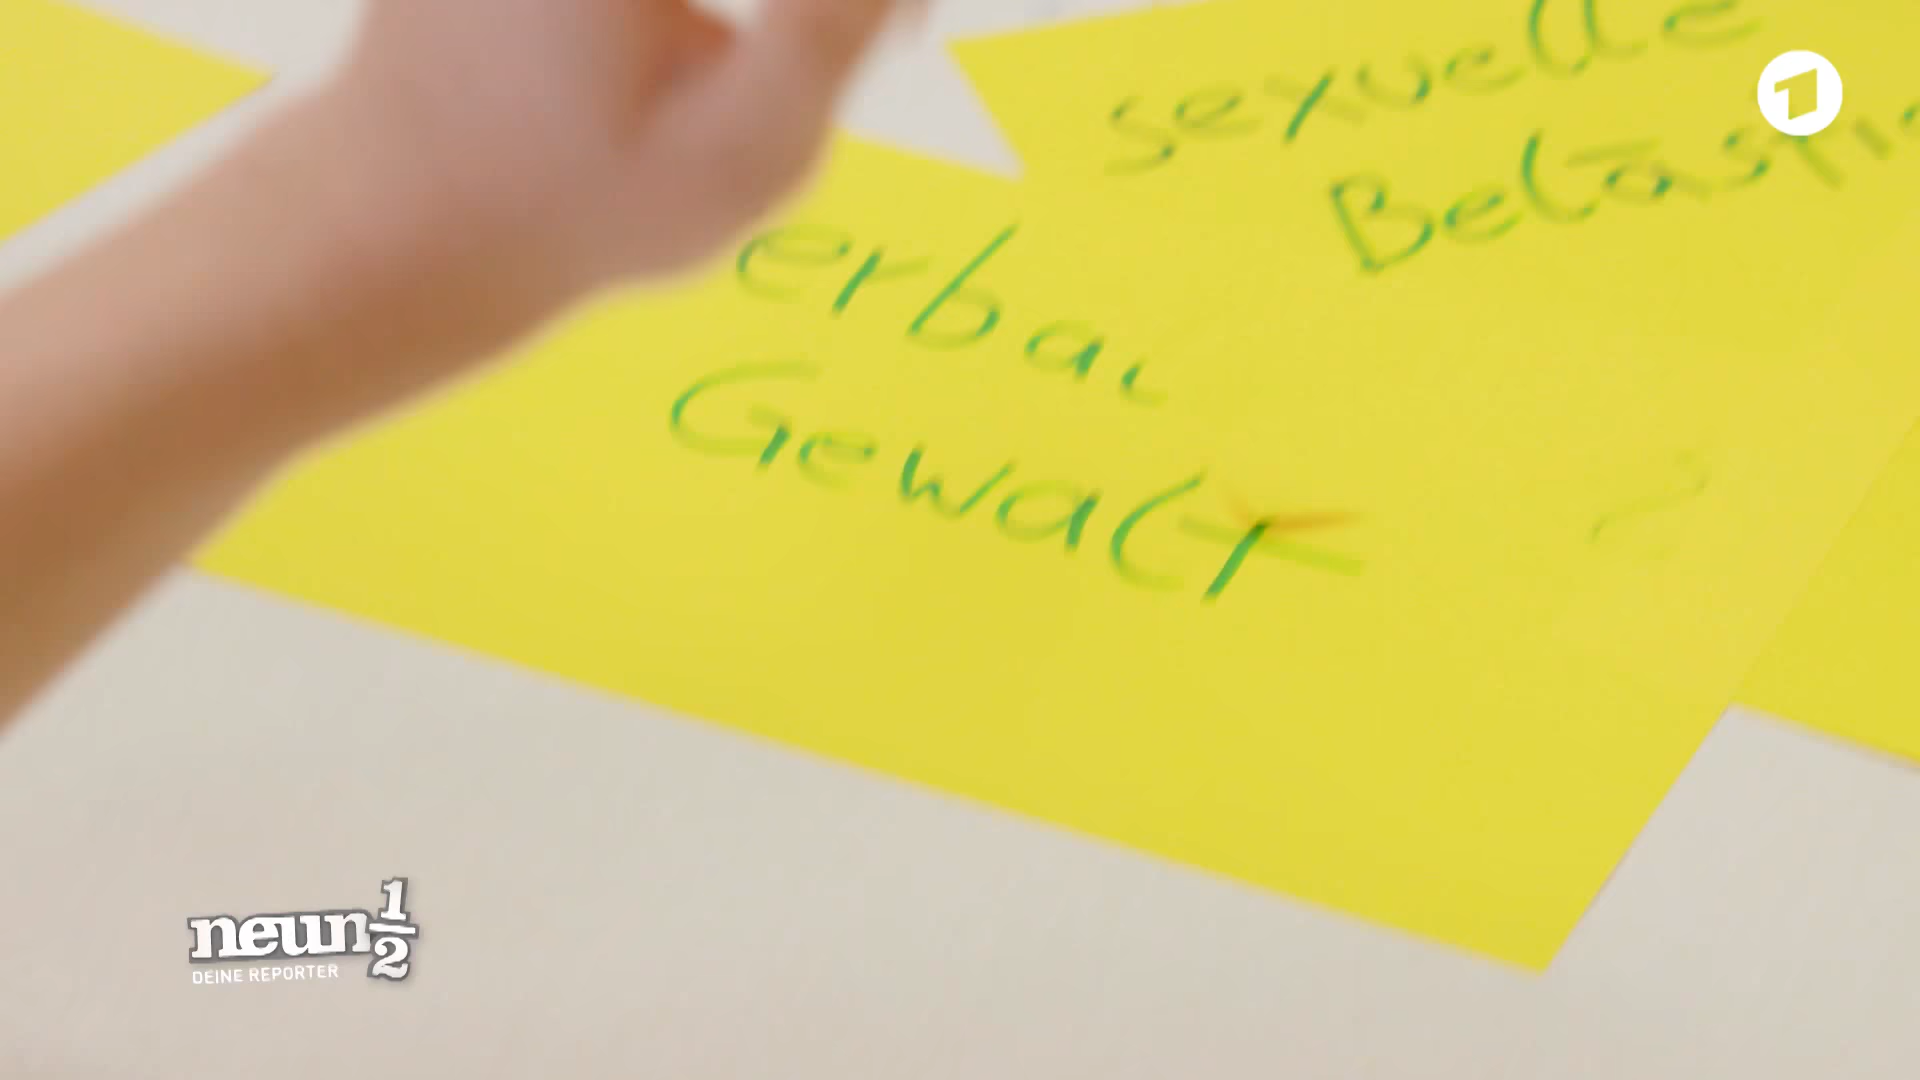 sexuelle
Belästi
erbal
Gewalt
neun 1/2
DEINE REPORTER